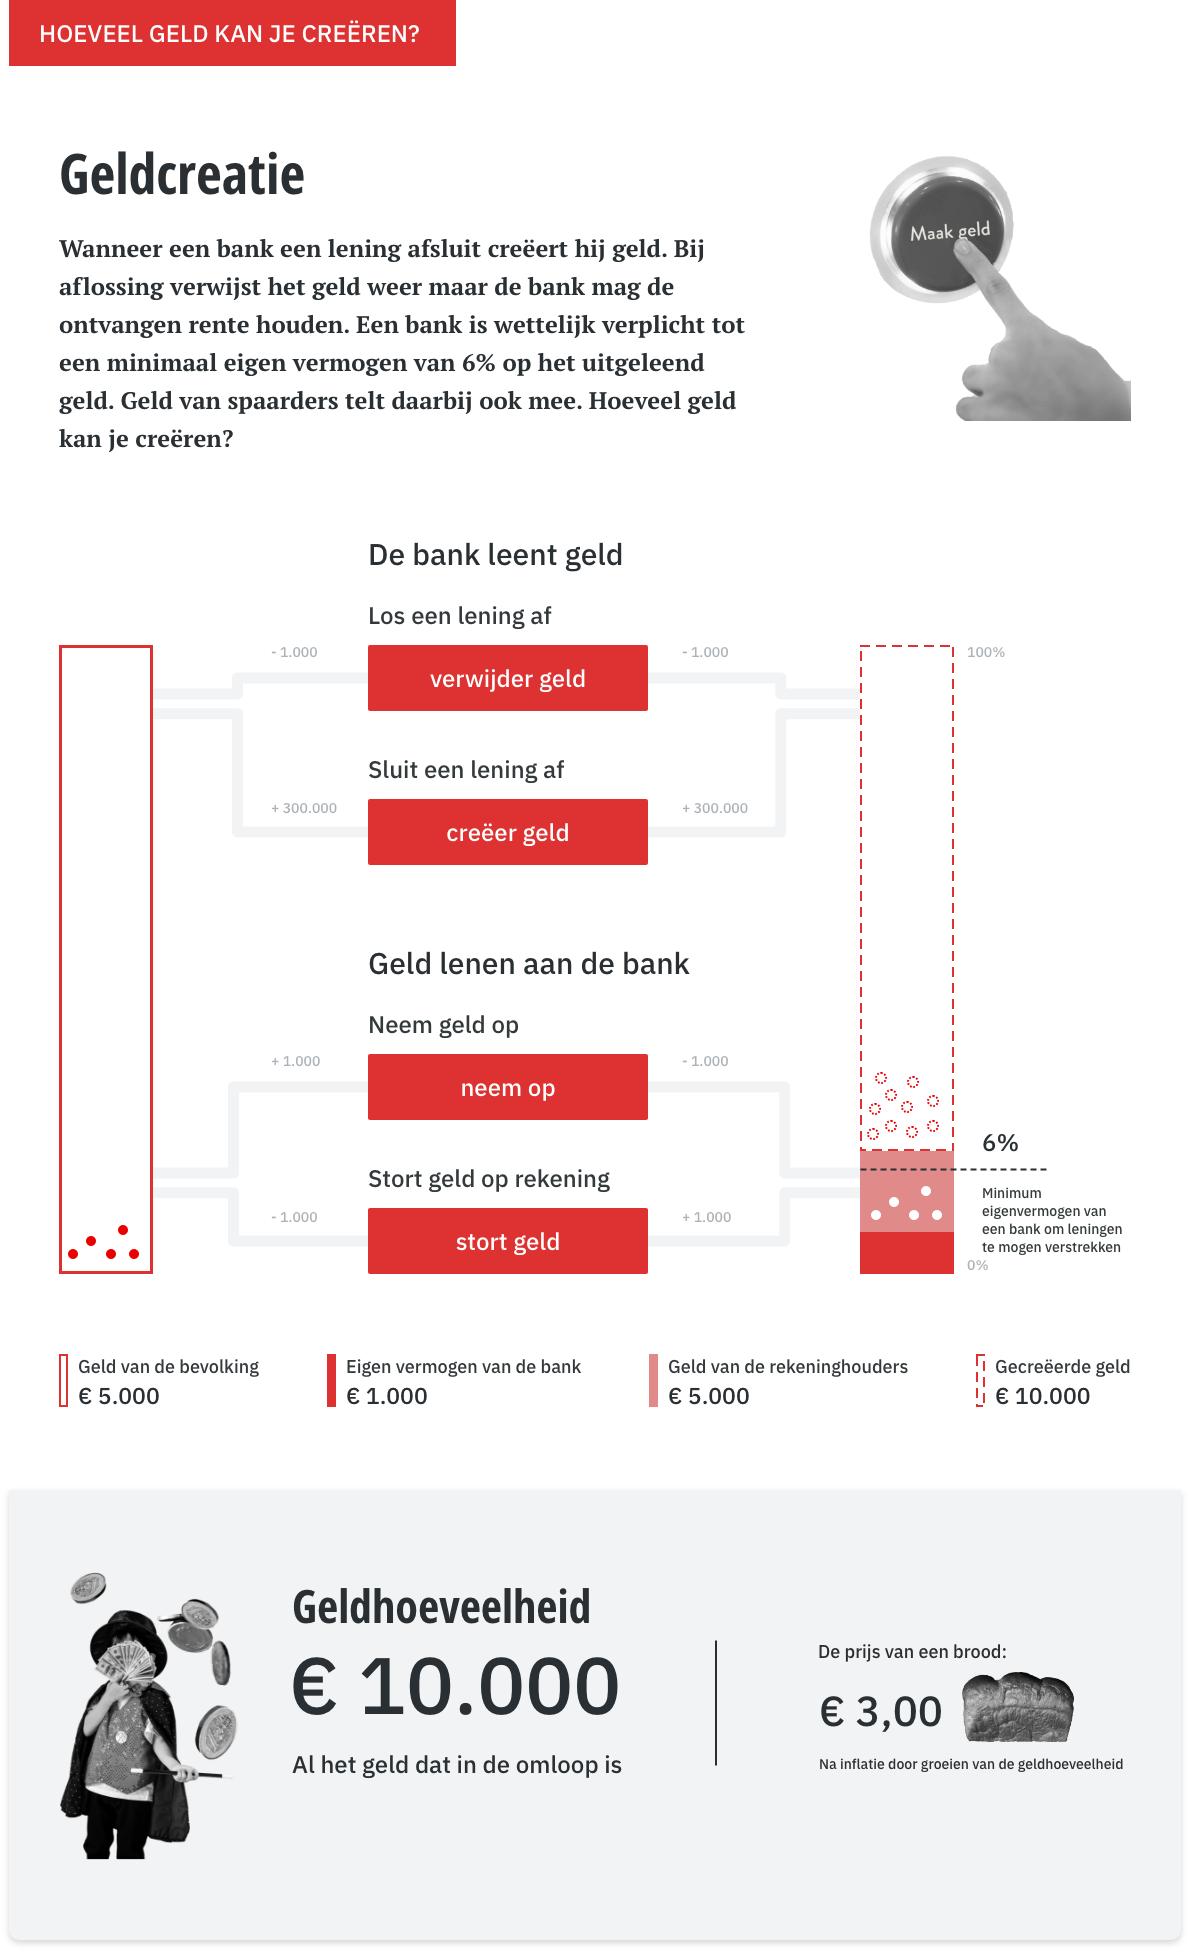 HOEVEEL GELD KAN JE CREËREN?
Geldcreatie
Wanneer een bank een lening afsluit creëert hij geld. Bij
aflossing verwijst het geld weer maar de bank mag de
ontvangen rente houden. Een bank is wettelijk verplicht tot
een minimaal eigen vermogen van 6% op het uitgeleend
geld. Geld van spaarders telt daarbij ook mee. Hoeveel geld
kan je creëren?
Maak geld
De bank leent geld
Los een lening af
- 1.000
verwijder geld
- 1.000
100%
Sluit een lening af
+ 300.000
creëer geld
+ 300.000
Geld lenen aan de bank
Neem geld op
+ 1.000
neem op
- 1.000
6%
Stort geld op rekening
- 1.000
stort geld
+ 1.000
Minimum
eigenvermogen van
een bank om leningen
te mogen verstrekken
0%
Geld van de bevolking
€ 5.000
Eigen vermogen van de bank
€ 1.000
Geld van de rekeninghouders
€ 5.000
Gecreëerde geld
€ 10.000
Geldhoeveelheid
€ 10.000
Al het geld dat in de omloop is
De prijs van een brood:
€ 3,00
Na inflatie door groeien van de geldhoeveelheid